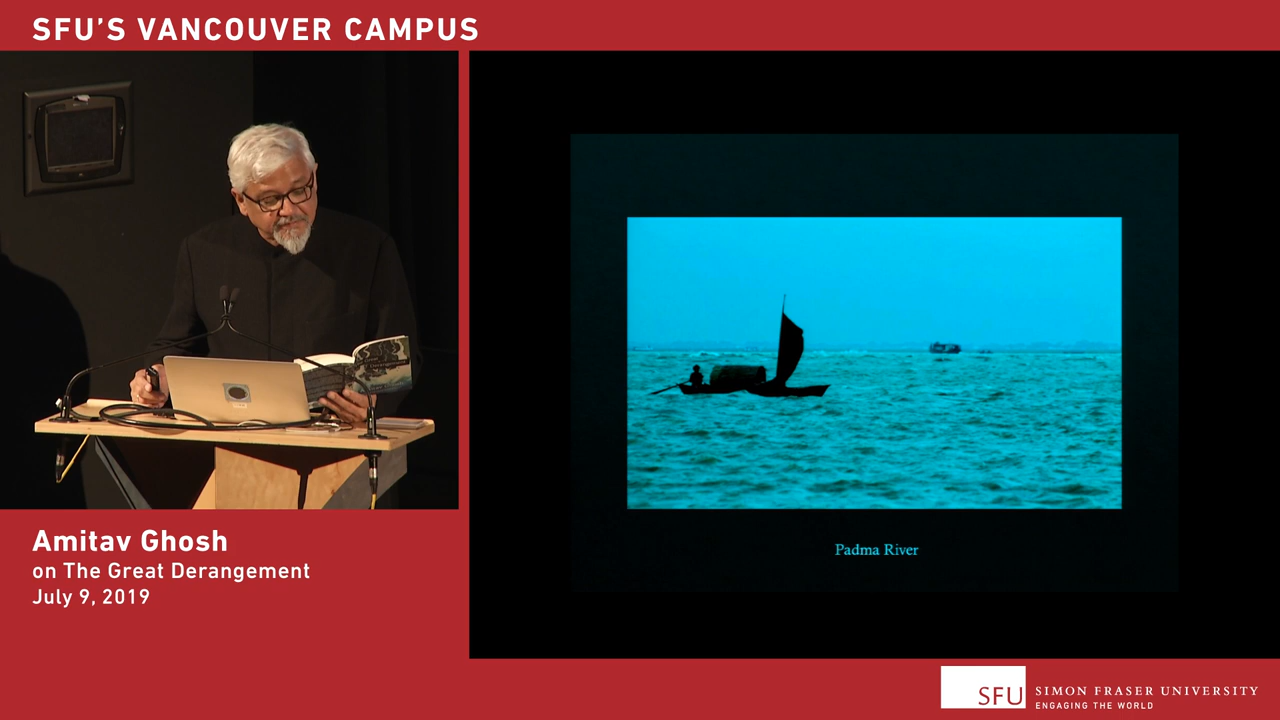 SFU'S VANCOUVER CAMPUS
Amitav Ghosh
on The Great Derangement
July 9, 2019
Padma River
SFU
SIMON FRASER UNIVERSITY
ENGAGING THE WORLD